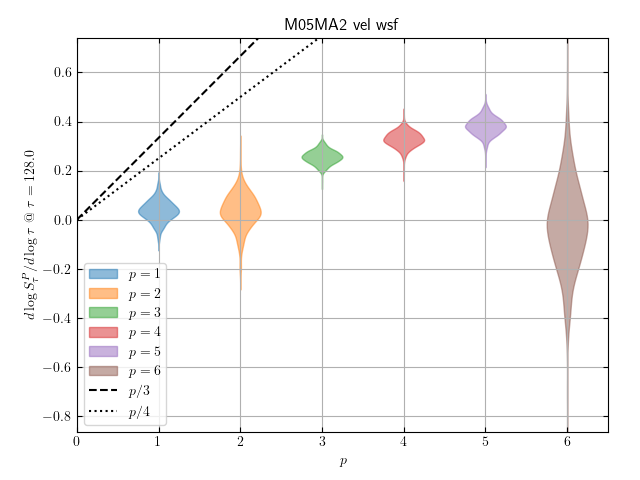 M05MA2 vel wsf
d log S_τ^P / d log τ @ τ = 128.0
0.6
0.4
0.2
0.0
−0.2
−0.4
−0.6
−0.8
p = 1
p = 2
p = 3
p = 4
p = 5
p = 6
p/3
p/4
0 1 2 3 4 5 6
p